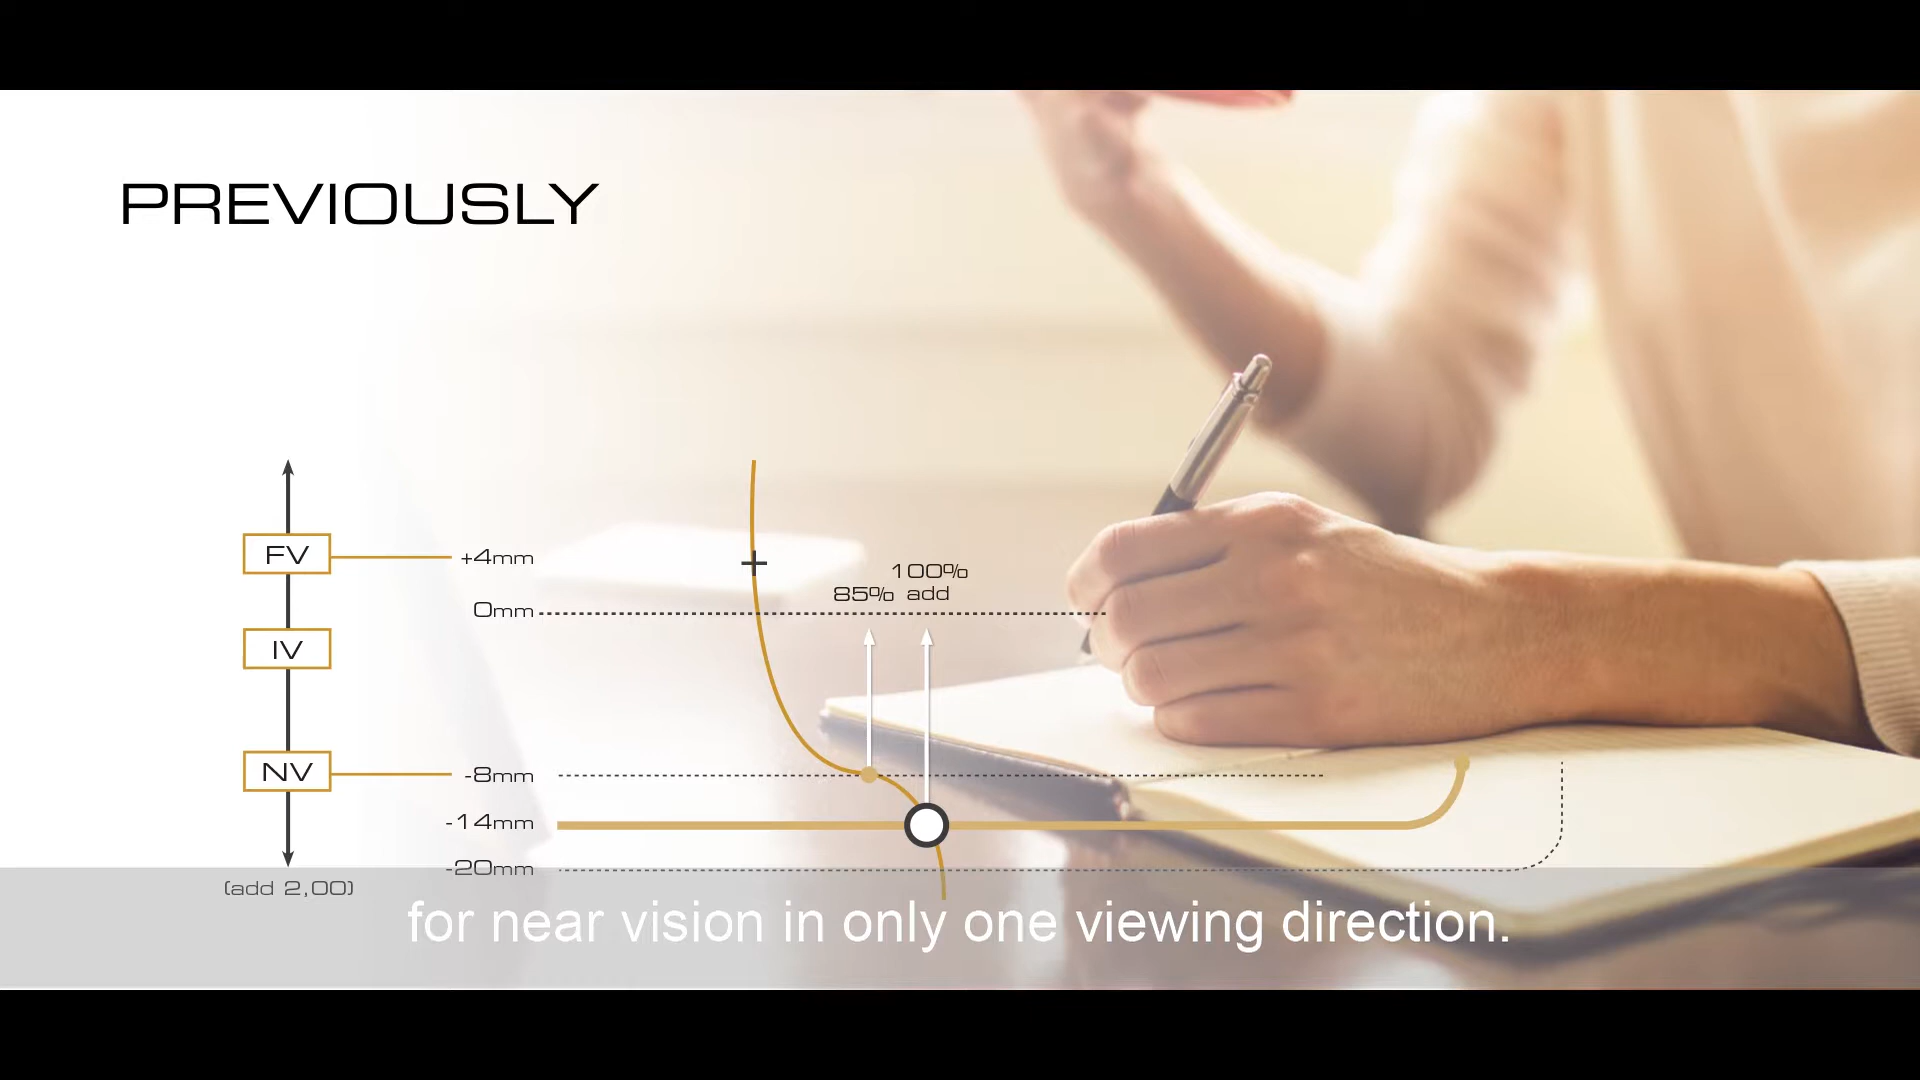 PREVIOUSLY
FV
+4mm
100%
85% add
0mm
IV
NV
-8mm
-14mm
-20mm
(add 2,00)
for near vision in only one viewing direction.